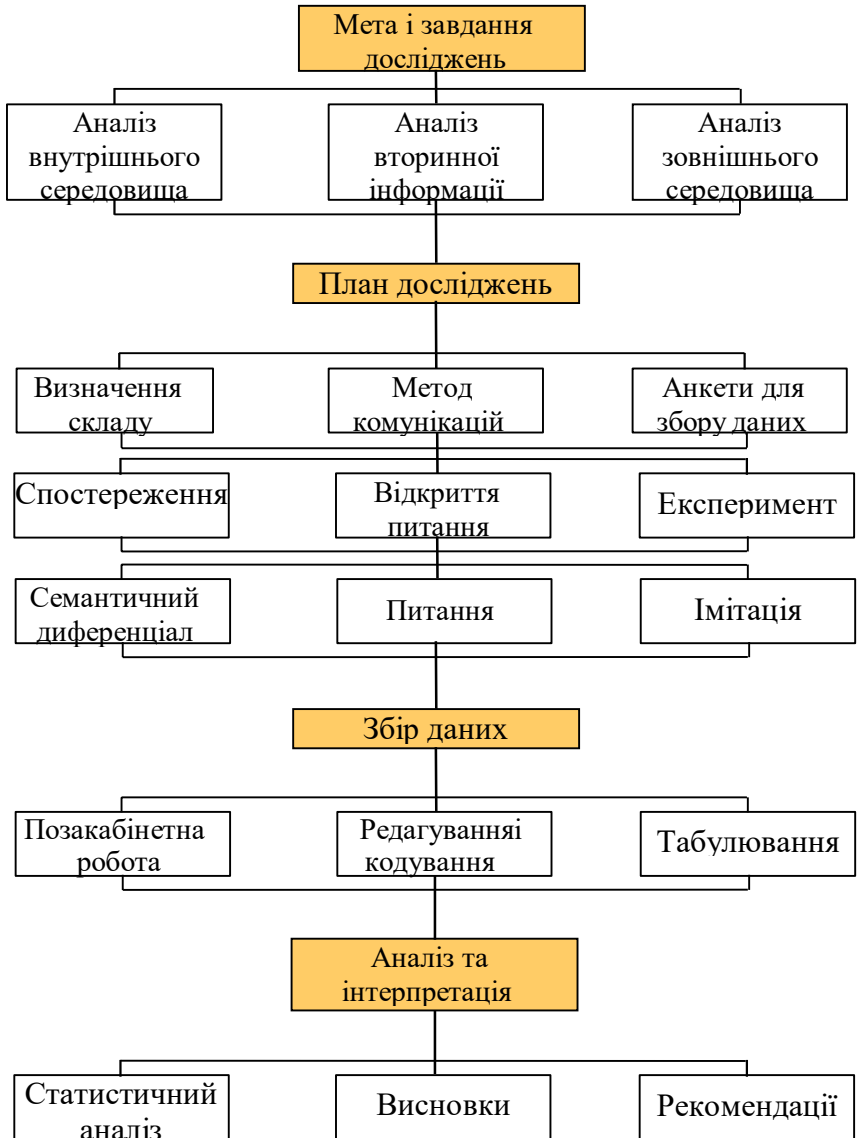 Мета і завдання
досліджень
Аналіз
внутрішнього
середовища
Аналіз
вторинної
інформації
Аналіз
зовнішнього
середовища
План досліджень
Визначення
складу
Метод
комунікацій
Анкети для
збору даних
Спостереження
Відкриття
питання
Експеримент
Семантичний
диференціал
Питання
Імітація
Збір даних
Позакабінетна
робота
Редагуванняі
кодування
Табулювання
Аналіз та
інтерпретація
Статистичний
аналіз
Висновки
Рекомендації